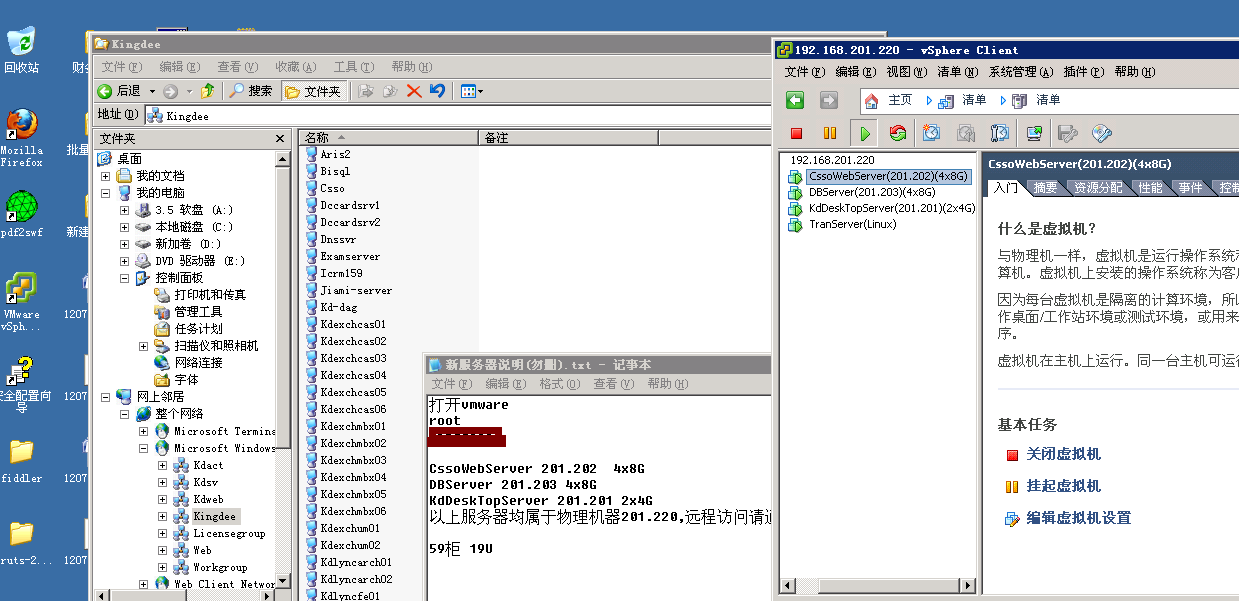 回收站
Mozilla
Firefox
pdf2swf
VMware
vSph...
安全配置向
导
fiddler
ruts-2...
财务
批量
新建
1207
1207
1207
1207
Kingdee
文件(F) 编辑(E) 查看(V) 收藏(A) 工具(T) 帮助(H)
后退 搜索 文件夹
地址(D) Kingdee
文件夹
桌面
我的文档
我的电脑
3.5 软盘 (A:)
本地磁盘 (C:)
新加卷 (D:)
DVD 驱动器 (E:)
控制面板
打印机和传真
管理工具
任务计划
扫描仪和照相机
网络连接
字体
网上邻居
整个网络
Microsoft Termina
Microsoft Windows
Kdact
Kdsv
Kdweb
Kingdee
Licensegroup
Web
Workgroup
Web Client Networ
名称 备注
Aris2
Bisql
Csso
Dccardsrv1
Dccardsrv2
Dnssvr
Examserver
Icrm159
Jiami-server
Kd-dag
Kdexchcas01
Kdexchcas02
Kdexchcas03
Kdexchcas04
Kdexchcas05
Kdexchcas06
Kdexchmbx01
Kdexchmbx02
Kdexchmbx03
Kdexchmbx04
Kdexchmbx05
Kdexchmbx06
Kdexchum01
Kdexchum02
Kdlyncarch01
Kdlyncarch02
Kdlyncfe01
新服务器说明(勿删).txt - 记事本
文件(F) 编辑(E) 格式(O) 查看(V) 帮助(H)
打开vmware
root
CssoWebServer 201.202 4x8G
DBServer 201.203 4x8G
KdDeskTopServer 201.201 2x4G
以上服务器均属于物理机器201.220,远程访问请通
59柜 19U
192.168.201.220 - vSphere Client
文件(F) 编辑(E) 视图(W) 清单(N) 系统管理(A) 插件(P) 帮助(H)
主页 清单 清单
192.168.201.220
CssoWebServer(201.202)(4x8G)
DBServer(201.203)(4x8G)
KdDeskTopServer(201.201)(2x4G)
TranServer(Linux)
CssoWebServer(201.202)(4x8G)
入门 摘要 资源分配 性能 事件 控制
什么是虚拟机?
与物理机一样，虚拟机是运行操作系统和
算机。虚拟机上安装的操作系统称为客户
因为每台虚拟机是隔离的计算环境，所以
作桌面/工作站环境或测试环境，或用来
序。
虚拟机在主机上运行。同一台主机可运行
基本任务
关闭虚拟机
挂起虚拟机
编辑虚拟机设置